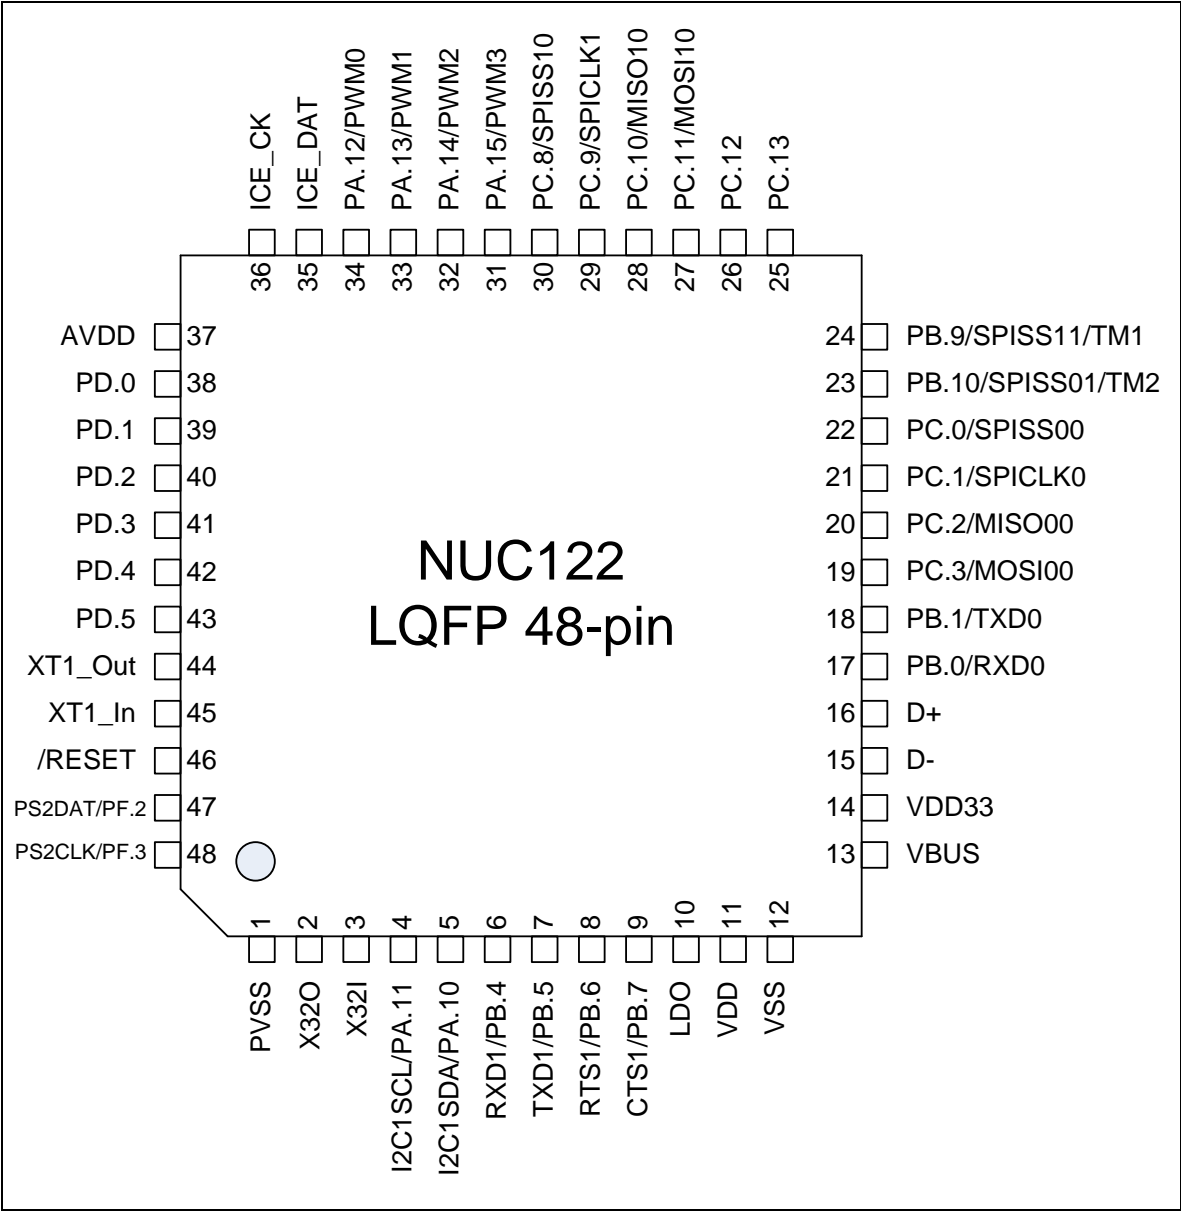 ICE_CK
ICE_DAT
PA.12/PWM0
PA.13/PWM1
PA.14/PWM2
PA.15/PWM3
PC.8/SPISS10
PC.9/SPICLK1
PC.10/MISO10
PC.11/MOSI10
PC.12
PC.13
36
35
34
33
32
31
30
29
28
27
26
25
AVDD 37
PD.0 38
PD.1 39
PD.2 40
PD.3 41
PD.4 42
PD.5 43
XT1_Out 44
XT1_In 45
/RESET 46
PS2DAT/PF.2 47
PS2CLK/PF.3 48
NUC122
LQFP 48-pin
24 PB.9/SPISS11/TM1
23 PB.10/SPISS01/TM2
22 PC.0/SPISS00
21 PC.1/SPICLK0
20 PC.2/MISO00
19 PC.3/MOSI00
18 PB.1/TXD0
17 PB.0/RXD0
16 D+
15 D-
14 VDD33
13 VBUS
1
2
3
4
5
6
7
8
9
10
11
12
PVSS
X32O
X32I
I2C1SCL/PA.11
I2C1SDA/PA.10
RXD1/PB.4
TXD1/PB.5
RTS1/PB.6
CTS1/PB.7
LDO
VDD
VSS